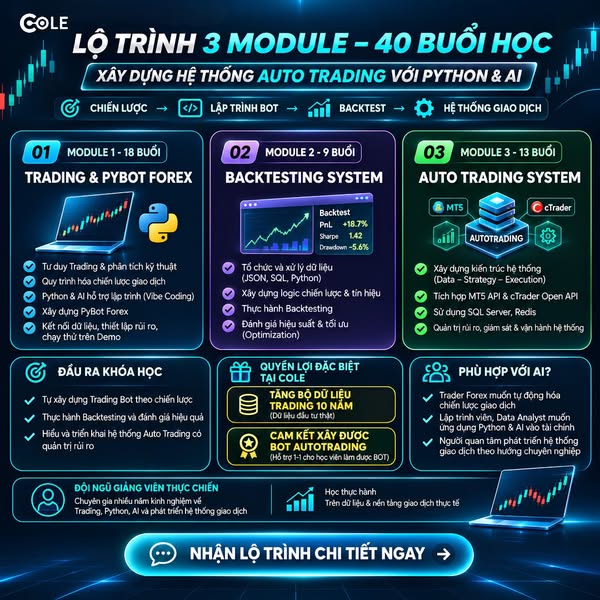 COLE
LỘ TRÌNH 3 MODULE – 40 BUỔI HỌC
XÂY DỰNG HỆ THỐNG AUTO TRADING VỚI PYTHON & AI
CHIẾN LƯỢC → </> LẬP TRÌNH BOT → BACKTEST → HỆ THỐNG GIAO DỊCH
01 MODULE 1 - 18 BUỔI
TRADING & PYBOT FOREX
Tư duy Trading & phân tích kỹ thuật
Quy trình hóa chiến lược giao dịch
Python & AI hỗ trợ lập trình (Vibe Coding)
Xây dựng PyBot Forex
Kết nối dữ liệu, thiết lập rủi ro,
chạy thử trên Demo
02 MODULE 2 - 9 BUỔI
BACKTESTING SYSTEM
Backtest
PnL +18.7%
Sharpe 1.42
Drawdown -5.6%
Tổ chức và xử lý dữ liệu
(JSON, SQL, Python)
Xây dựng logic chiến lược & tín hiệu
Thực hành Backtesting
Đánh giá hiệu suất & tối ưu
(Optimization)
03 MODULE 3 - 13 BUỔI
AUTO TRADING SYSTEM
MT5
cTrader
AUTOTRADING
Xây dựng kiến trúc hệ thống
(Data – Strategy – Execution)
Tích hợp MT5 API & cTrader Open API
Sử dụng SQL Server, Redis
Quản trị rủi ro, giám sát & vận hành hệ thống
ĐẦU RA KHÓA HỌC
Tự xây dựng Trading Bot theo chiến lược
Thực hành Backtesting và đánh giá hiệu quả
Hiểu và triển khai hệ thống Auto Trading có
quản trị rủi ro
QUYỀN LỢI ĐẶC BIỆT
TẠI COLE
TẶNG BỘ DỮ LIỆU
TRADING 10 NĂM
(Dữ liệu đầu tư thật)
CAM KẾT XÂY ĐƯỢC
BOT AUTOTRADING
(Hỗ trợ 1-1 cho học viên làm được BOT)
PHÙ HỢP VỚI AI?
Trader Forex muốn tự động hóa
chiến lược giao dịch
Lập trình viên, Data Analyst muốn
ứng dụng Python & AI vào tài chính
Người quan tâm phát triển hệ thống
giao dịch theo hướng chuyên nghiệp
ĐỘI NGŨ GIẢNG VIÊN THỰC CHIẾN
Chuyên gia nhiều năm kinh nghiệm về
Trading, Python, AI và phát triển hệ thống giao dịch
Học thực hành
Trên dữ liệu & nền tảng giao dịch thực tế
NHẬN LỘ TRÌNH CHI TIẾT NGAY →